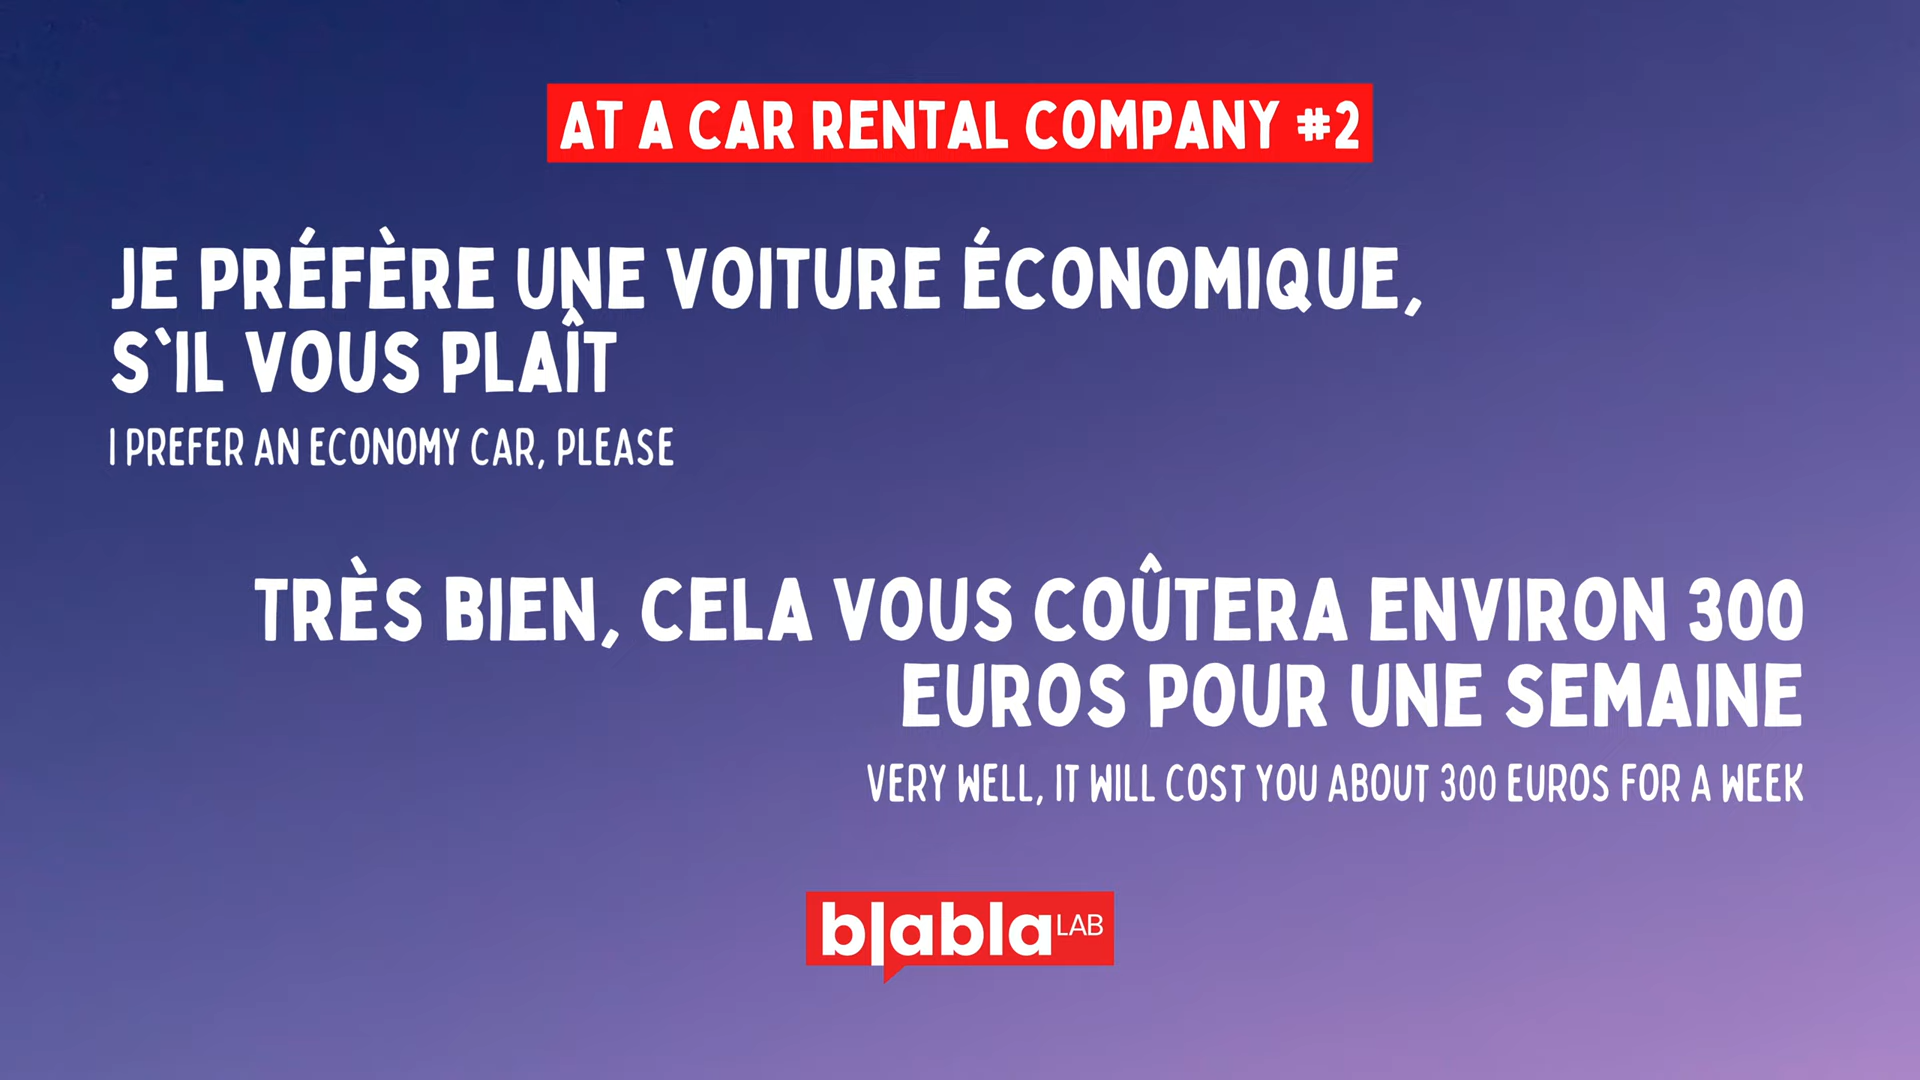 AT A CAR RENTAL COMPANY #2
JE PRÉFÈRE UNE VOITURE ÉCONOMIQUE,
S`IL VOUS PLAÎT
I PREFER AN ECONOMY CAR, PLEASE
TRÈS BIEN, CELA VOUS COÛTERA ENVIRON 300
EUROS POUR UNE SEMAINE
VERY WELL, IT WILL COST YOU ABOUT 300 EUROS FOR A WEEK
blabla LAB